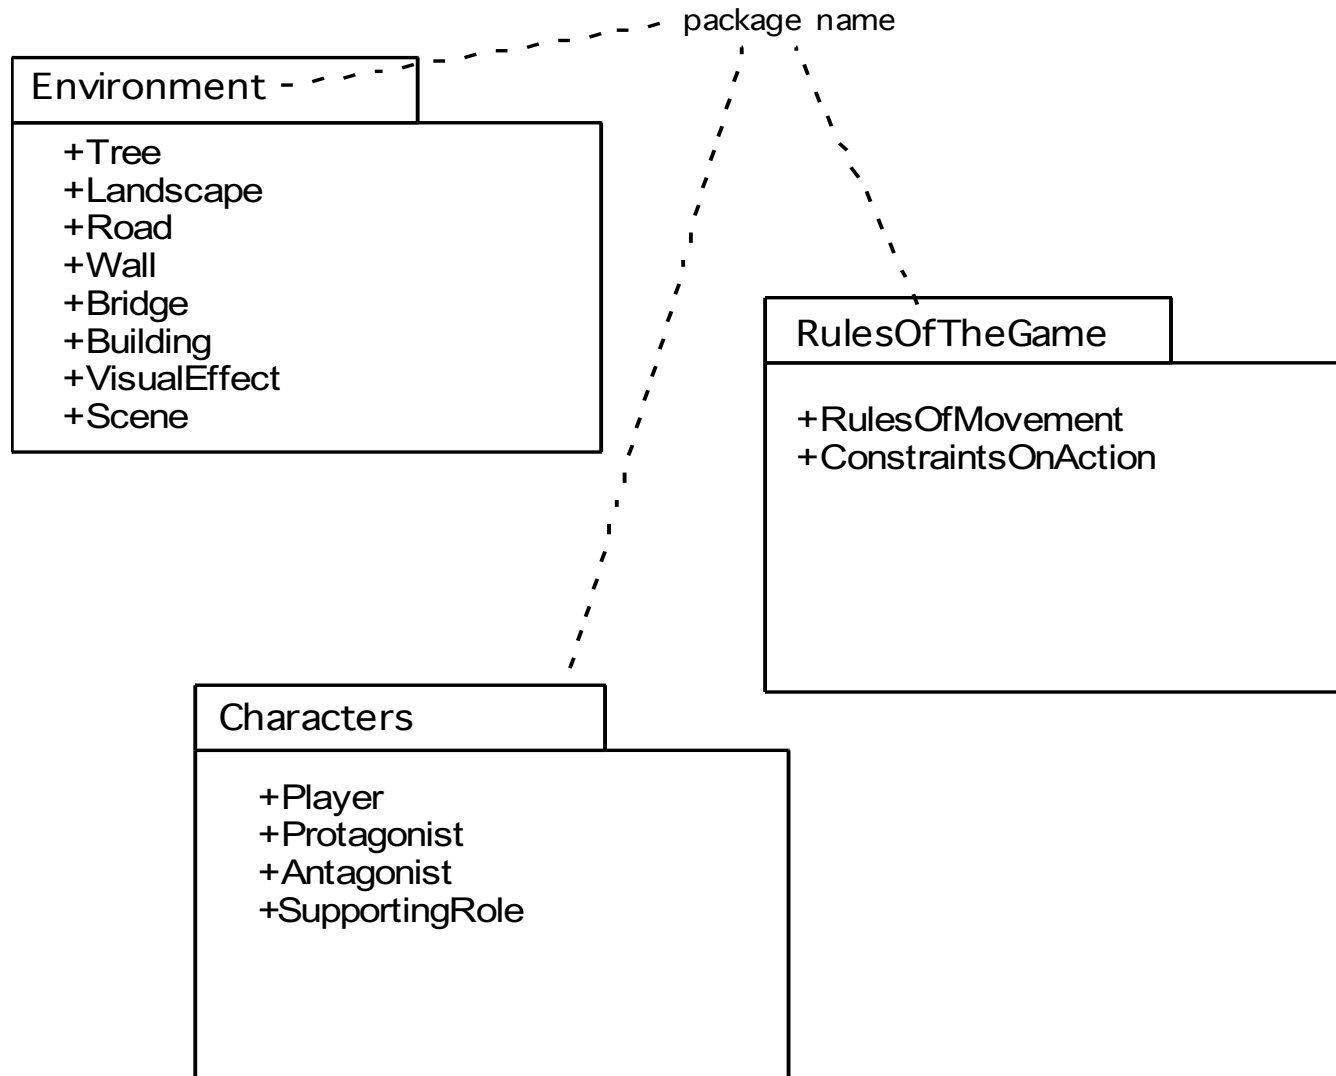 package name
Environment
+Tree
+Landscape
+Road
+Wall
+Bridge
+Building
+VisualEffect
+Scene
RulesOfTheGame
+RulesOfMovement
+ConstraintsOnAction
Characters
+Player
+Protagonist
+Antagonist
+SupportingRole